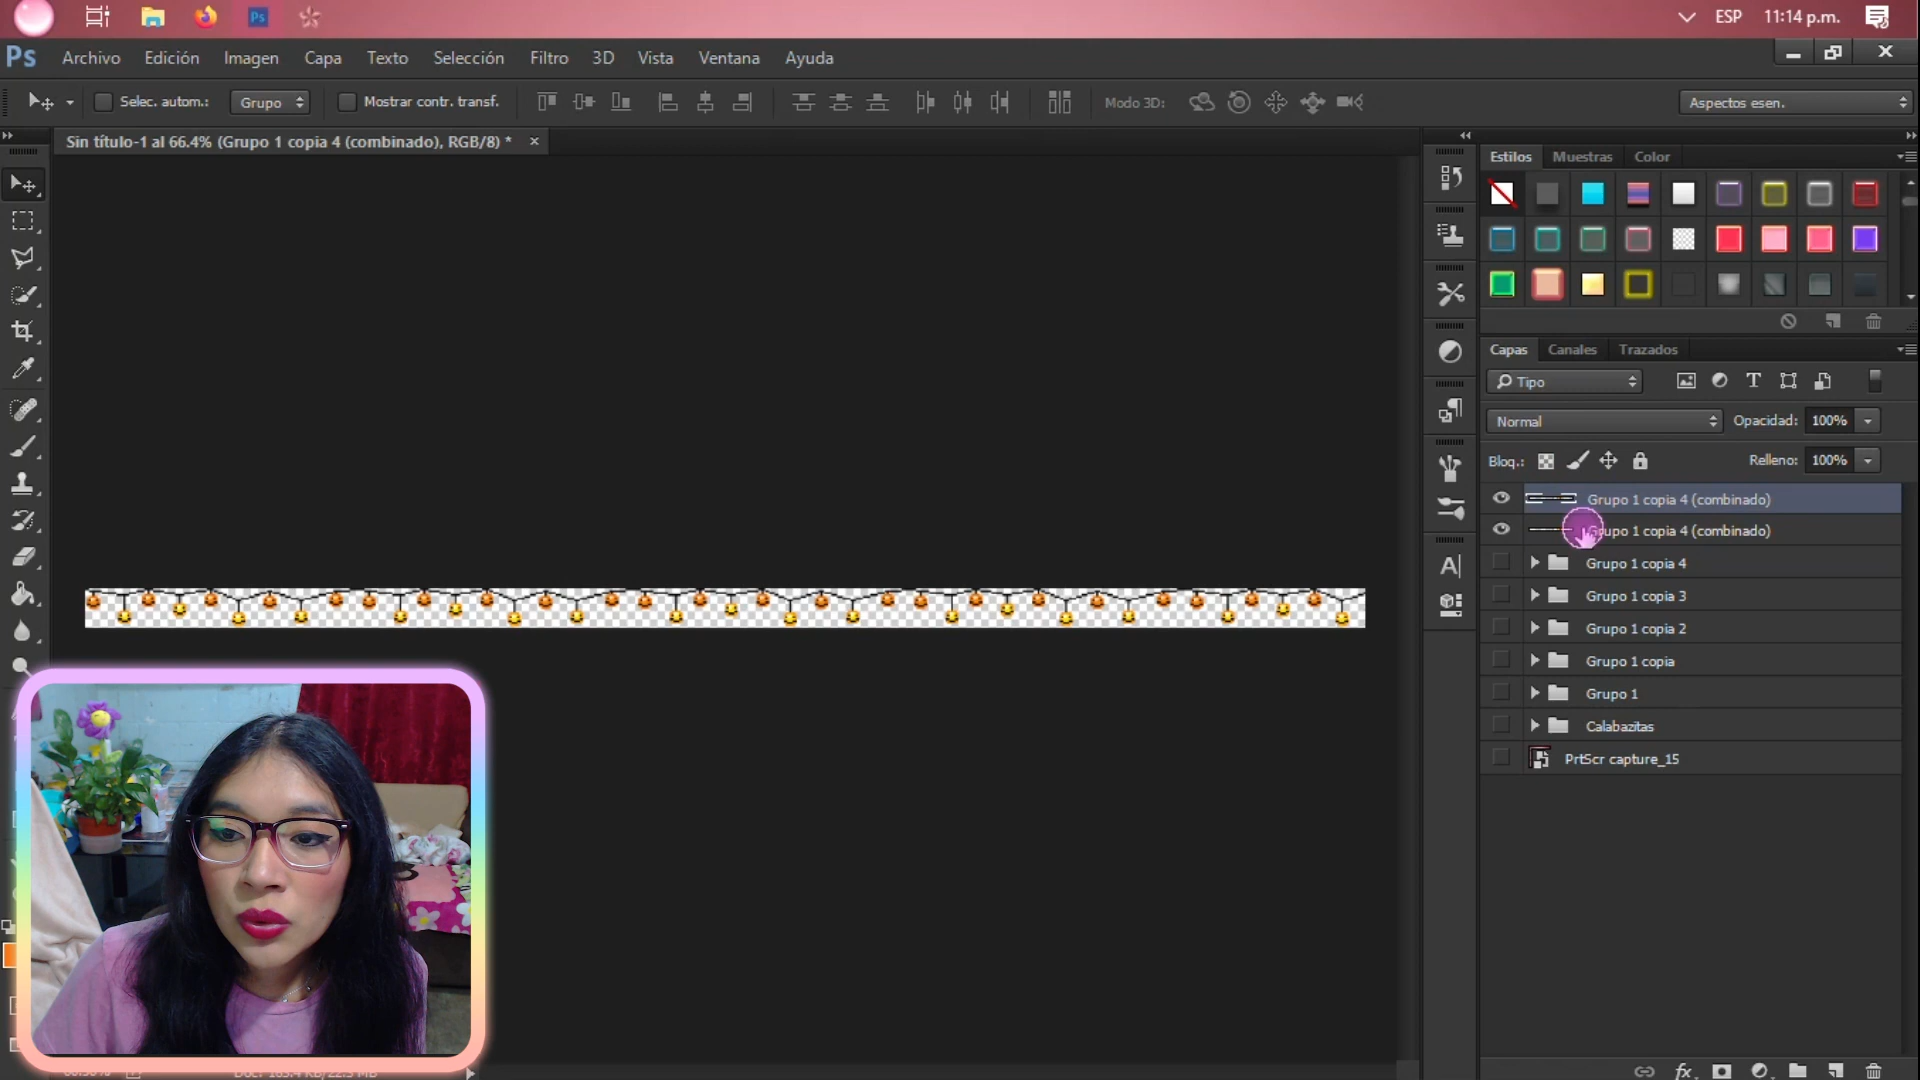 Ps
ESP 11:14 p.m.
Ps Archivo Edición Imagen Capa Texto Selección Filtro 3D Vista Ventana Ayuda
Selec. autom.: Grupo Mostrar contr. transf. Modo 3D: Aspectos esen.
Sin título-1 al 66.4% (Grupo 1 copia 4 (combinado), RGB/8) *
Estilos Muestras Color
Capas Canales Trazados
Tipo
Normal Opacidad: 100%
Bloq.: Relleno: 100%
Grupo 1 copia 4 (combinado)
Grupo 1 copia 4 (combinado)
Grupo 1 copia 4
Grupo 1 copia 3
Grupo 1 copia 2
Grupo 1 copia
Grupo 1
Calabazitas
PrtScr capture_15
fx